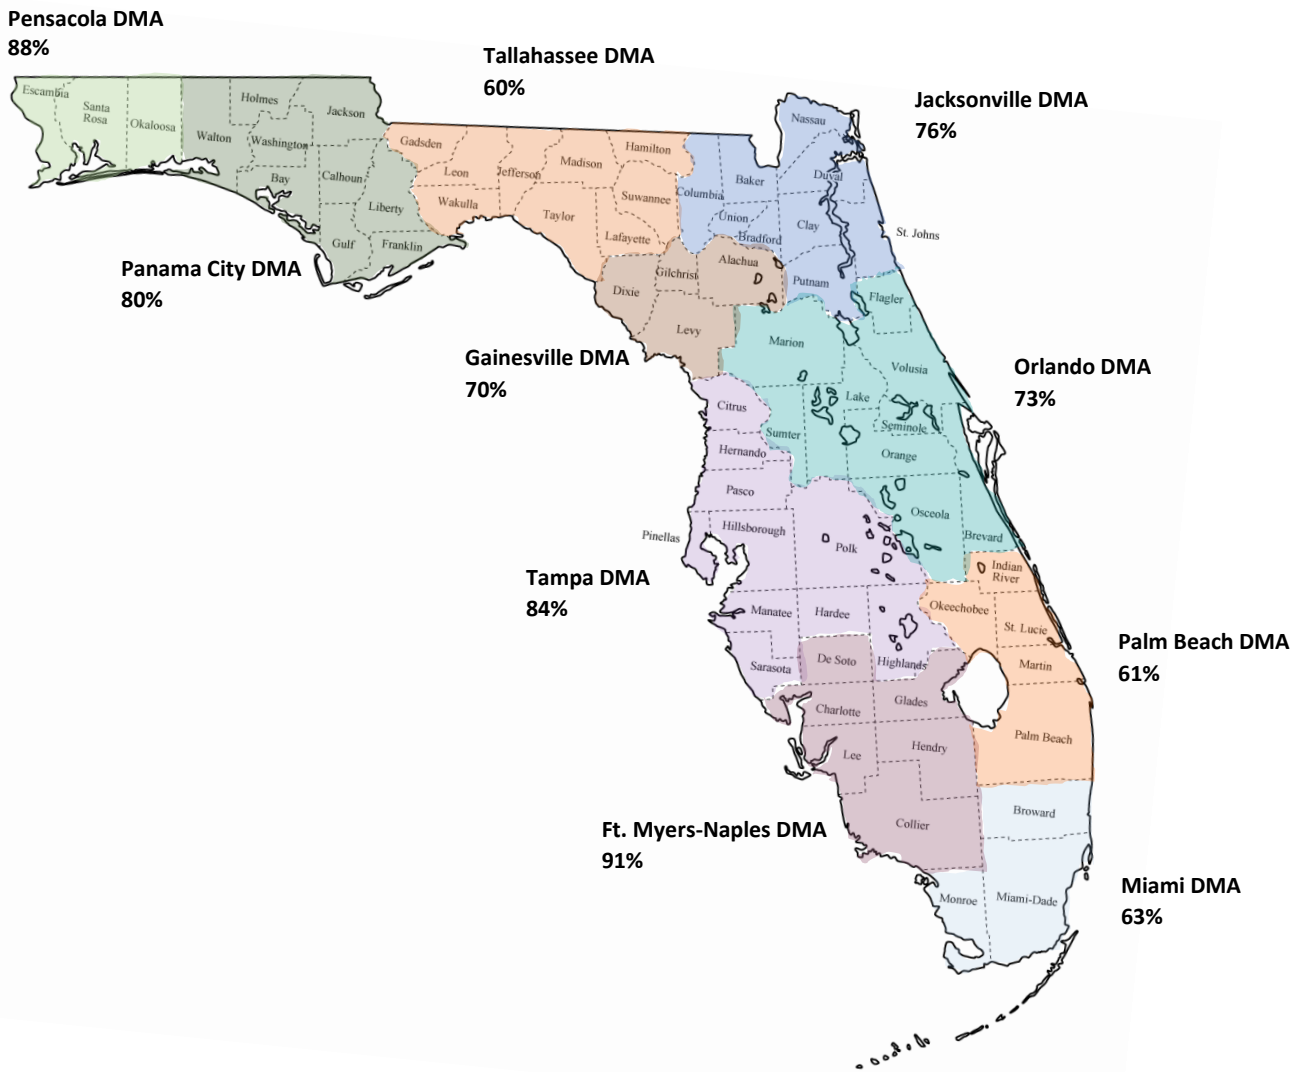 Pensacola DMA
88%
Tallahassee DMA
60%
Jacksonville DMA
76%
Escambia
Santa
Rosa
Okaloosa
Holmes
Jackson
Walton
Washington
Bay
Calhoun
Liberty
Gulf
Franklin
Panama City DMA
80%
Gadsden
Leon
Jefferson
Madison
Hamilton
Wakulla
Taylor
Suwannee
Lafayette
Nassau
Columbia
Baker
Duval
Union
Bradford
Clay
St. Johns
Putnam
Dixie
Gilchrist
Alachua
Levy
Gainesville DMA
70%
Flagler
Marion
Volusia
Lake
Sumter
Seminole
Orange
Osceola
Brevard
Orlando DMA
73%
Citrus
Hernando
Pasco
Pinellas
Hillsborough
Polk
Manatee
Hardee
Sarasota
Highlands
Tampa DMA
84%
Indian
River
Okeechobee
St. Lucie
Martin
Palm Beach
Palm Beach DMA
61%
De Soto
Charlotte
Glades
Lee
Hendry
Collier
Ft. Myers-Naples DMA
91%
Broward
Monroe
Miami-Dade
Miami DMA
63%